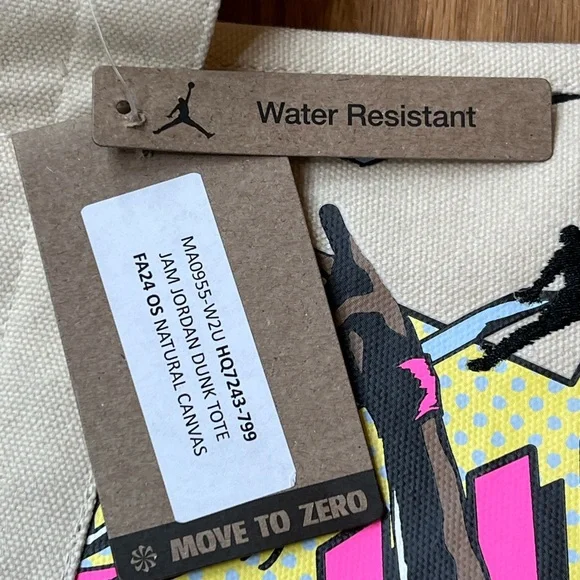 Water Resistant
MA0955-W2U HQ7243-799
JAM JORDAN DUNK TOTE
FA24 OS NATURAL CANVAS
MOVE TO ZERO